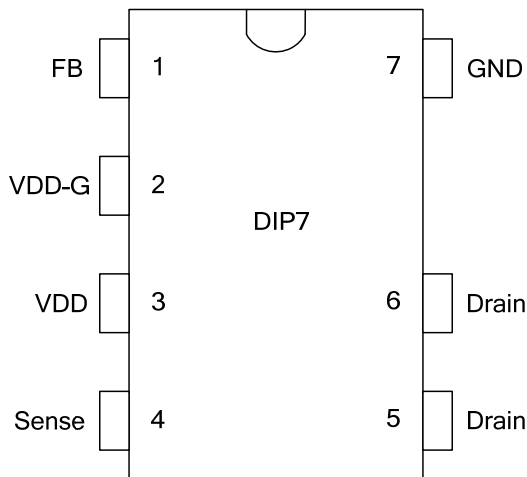 FB 1 7 GND
VDD-G 2
DIP7
VDD 3 6 Drain
Sense 4 5 Drain